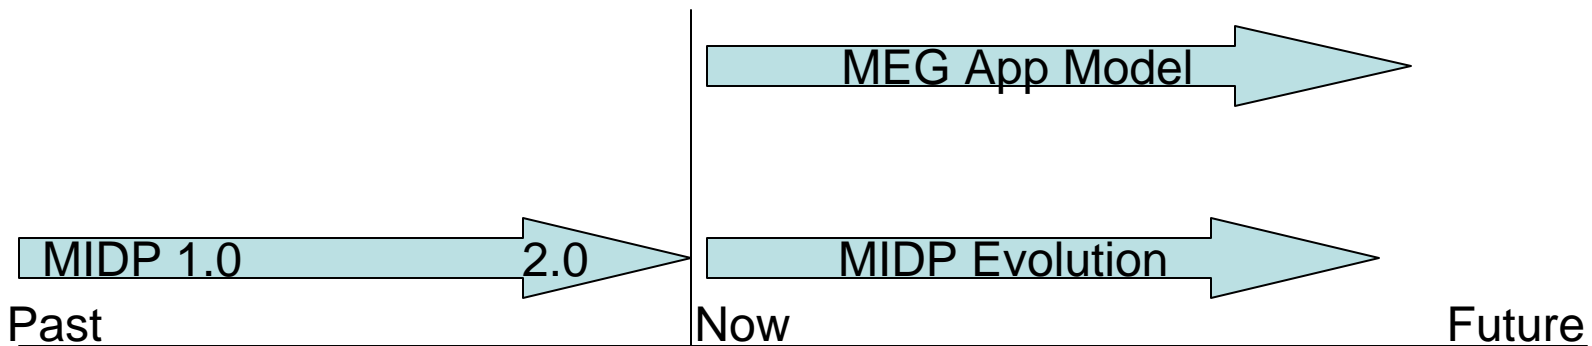 MEG App Model
MIDP 1.0 2.0 MIDP Evolution
Past Now Future